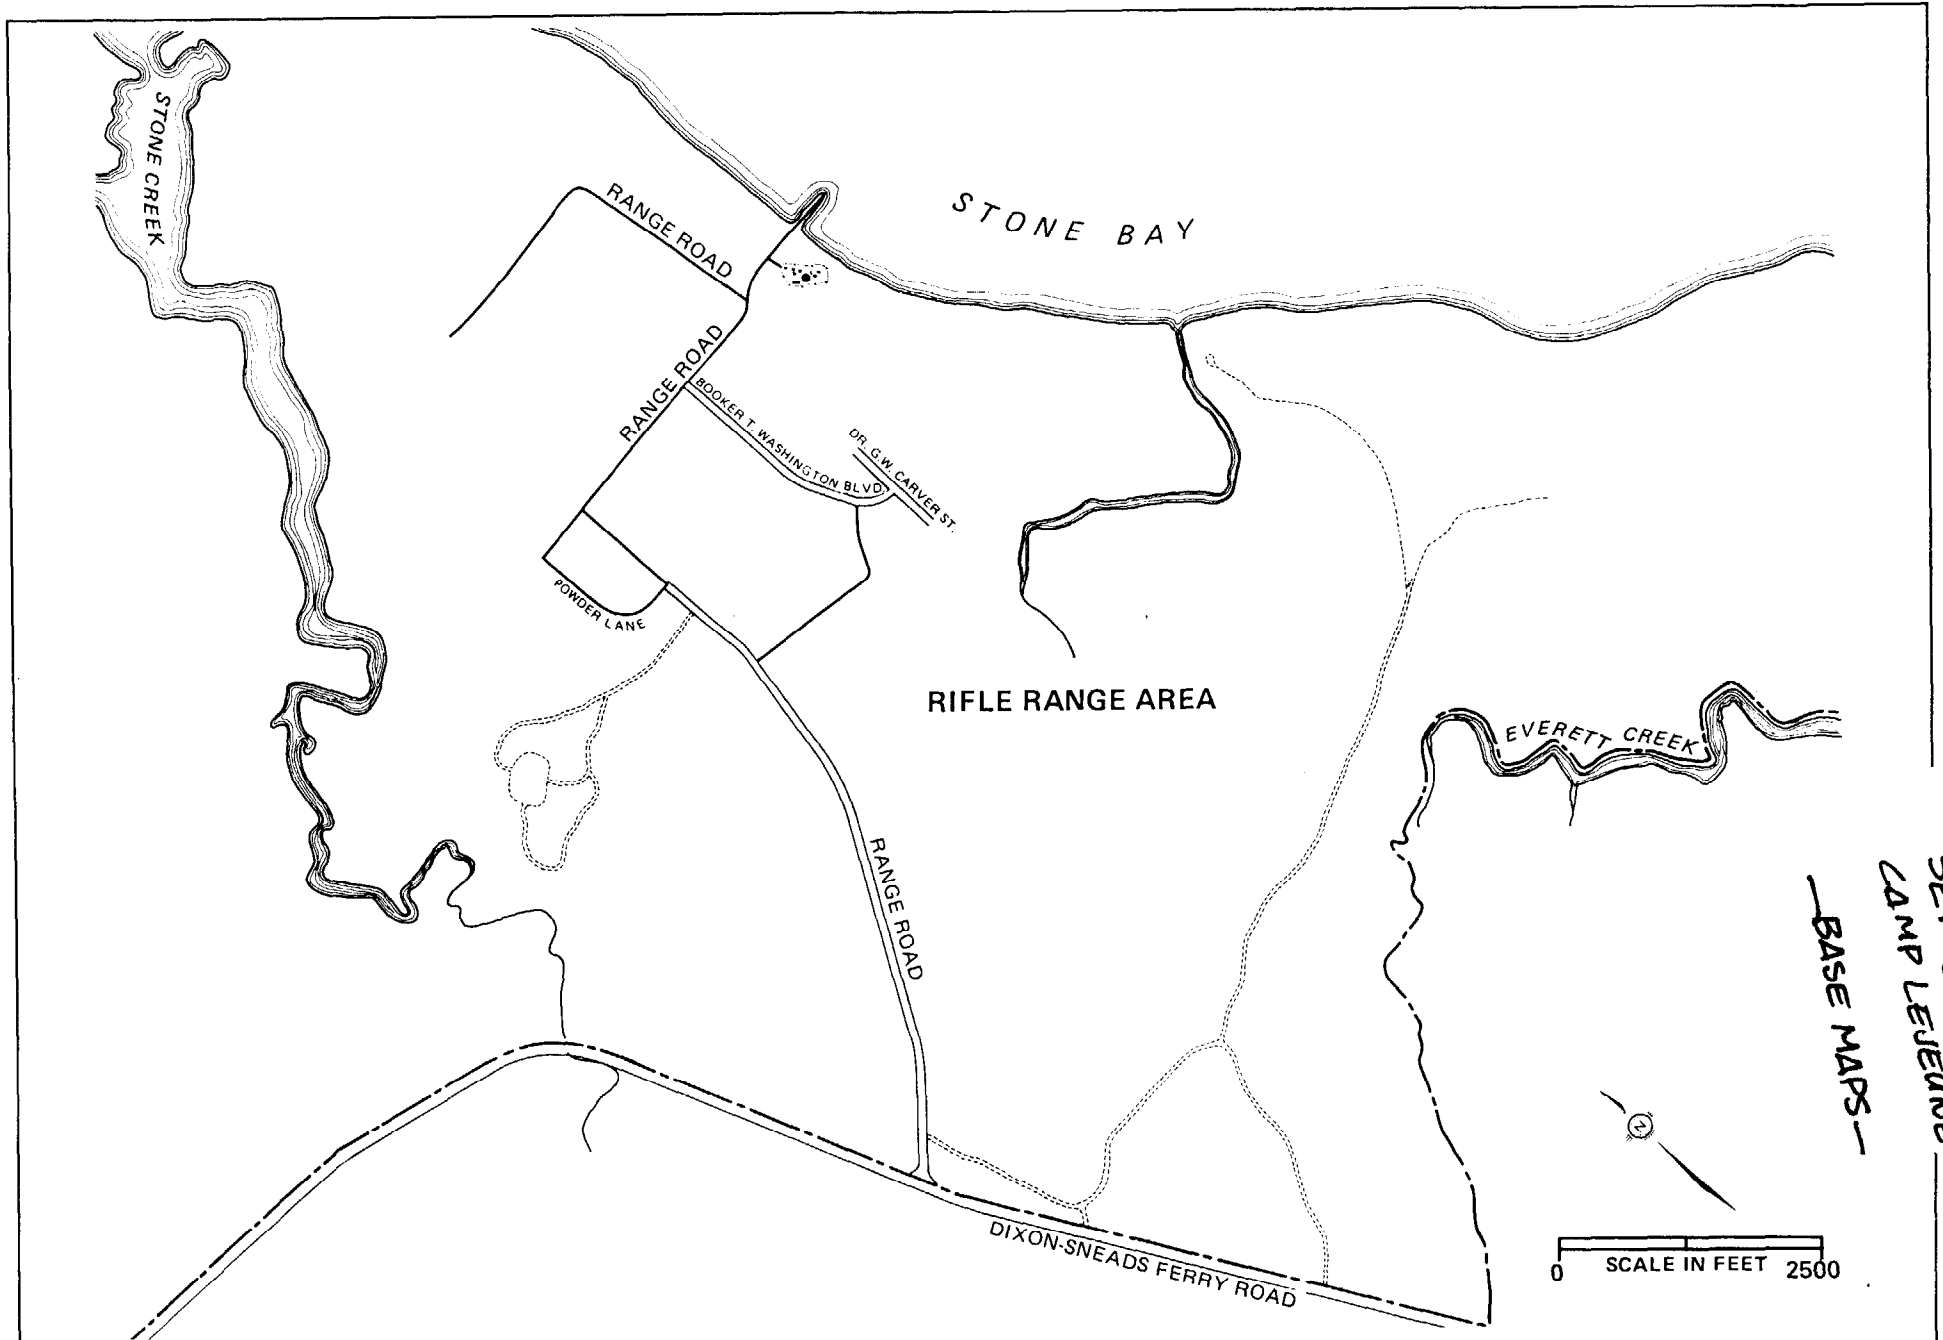 STONE CREEK
RANGE ROAD
STONE BAY
RANGE ROAD
BOOKER T. WASHINGTON BLVD.
DR. G.W. CARVER ST.
POWDER LANE
RIFLE RANGE AREA
EVERETT CREEK
RANGE ROAD
DIXON-SNEADS FERRY ROAD
N
0 SCALE IN FEET 2500
CAMP LEJEUNE
—BASE MAPS—